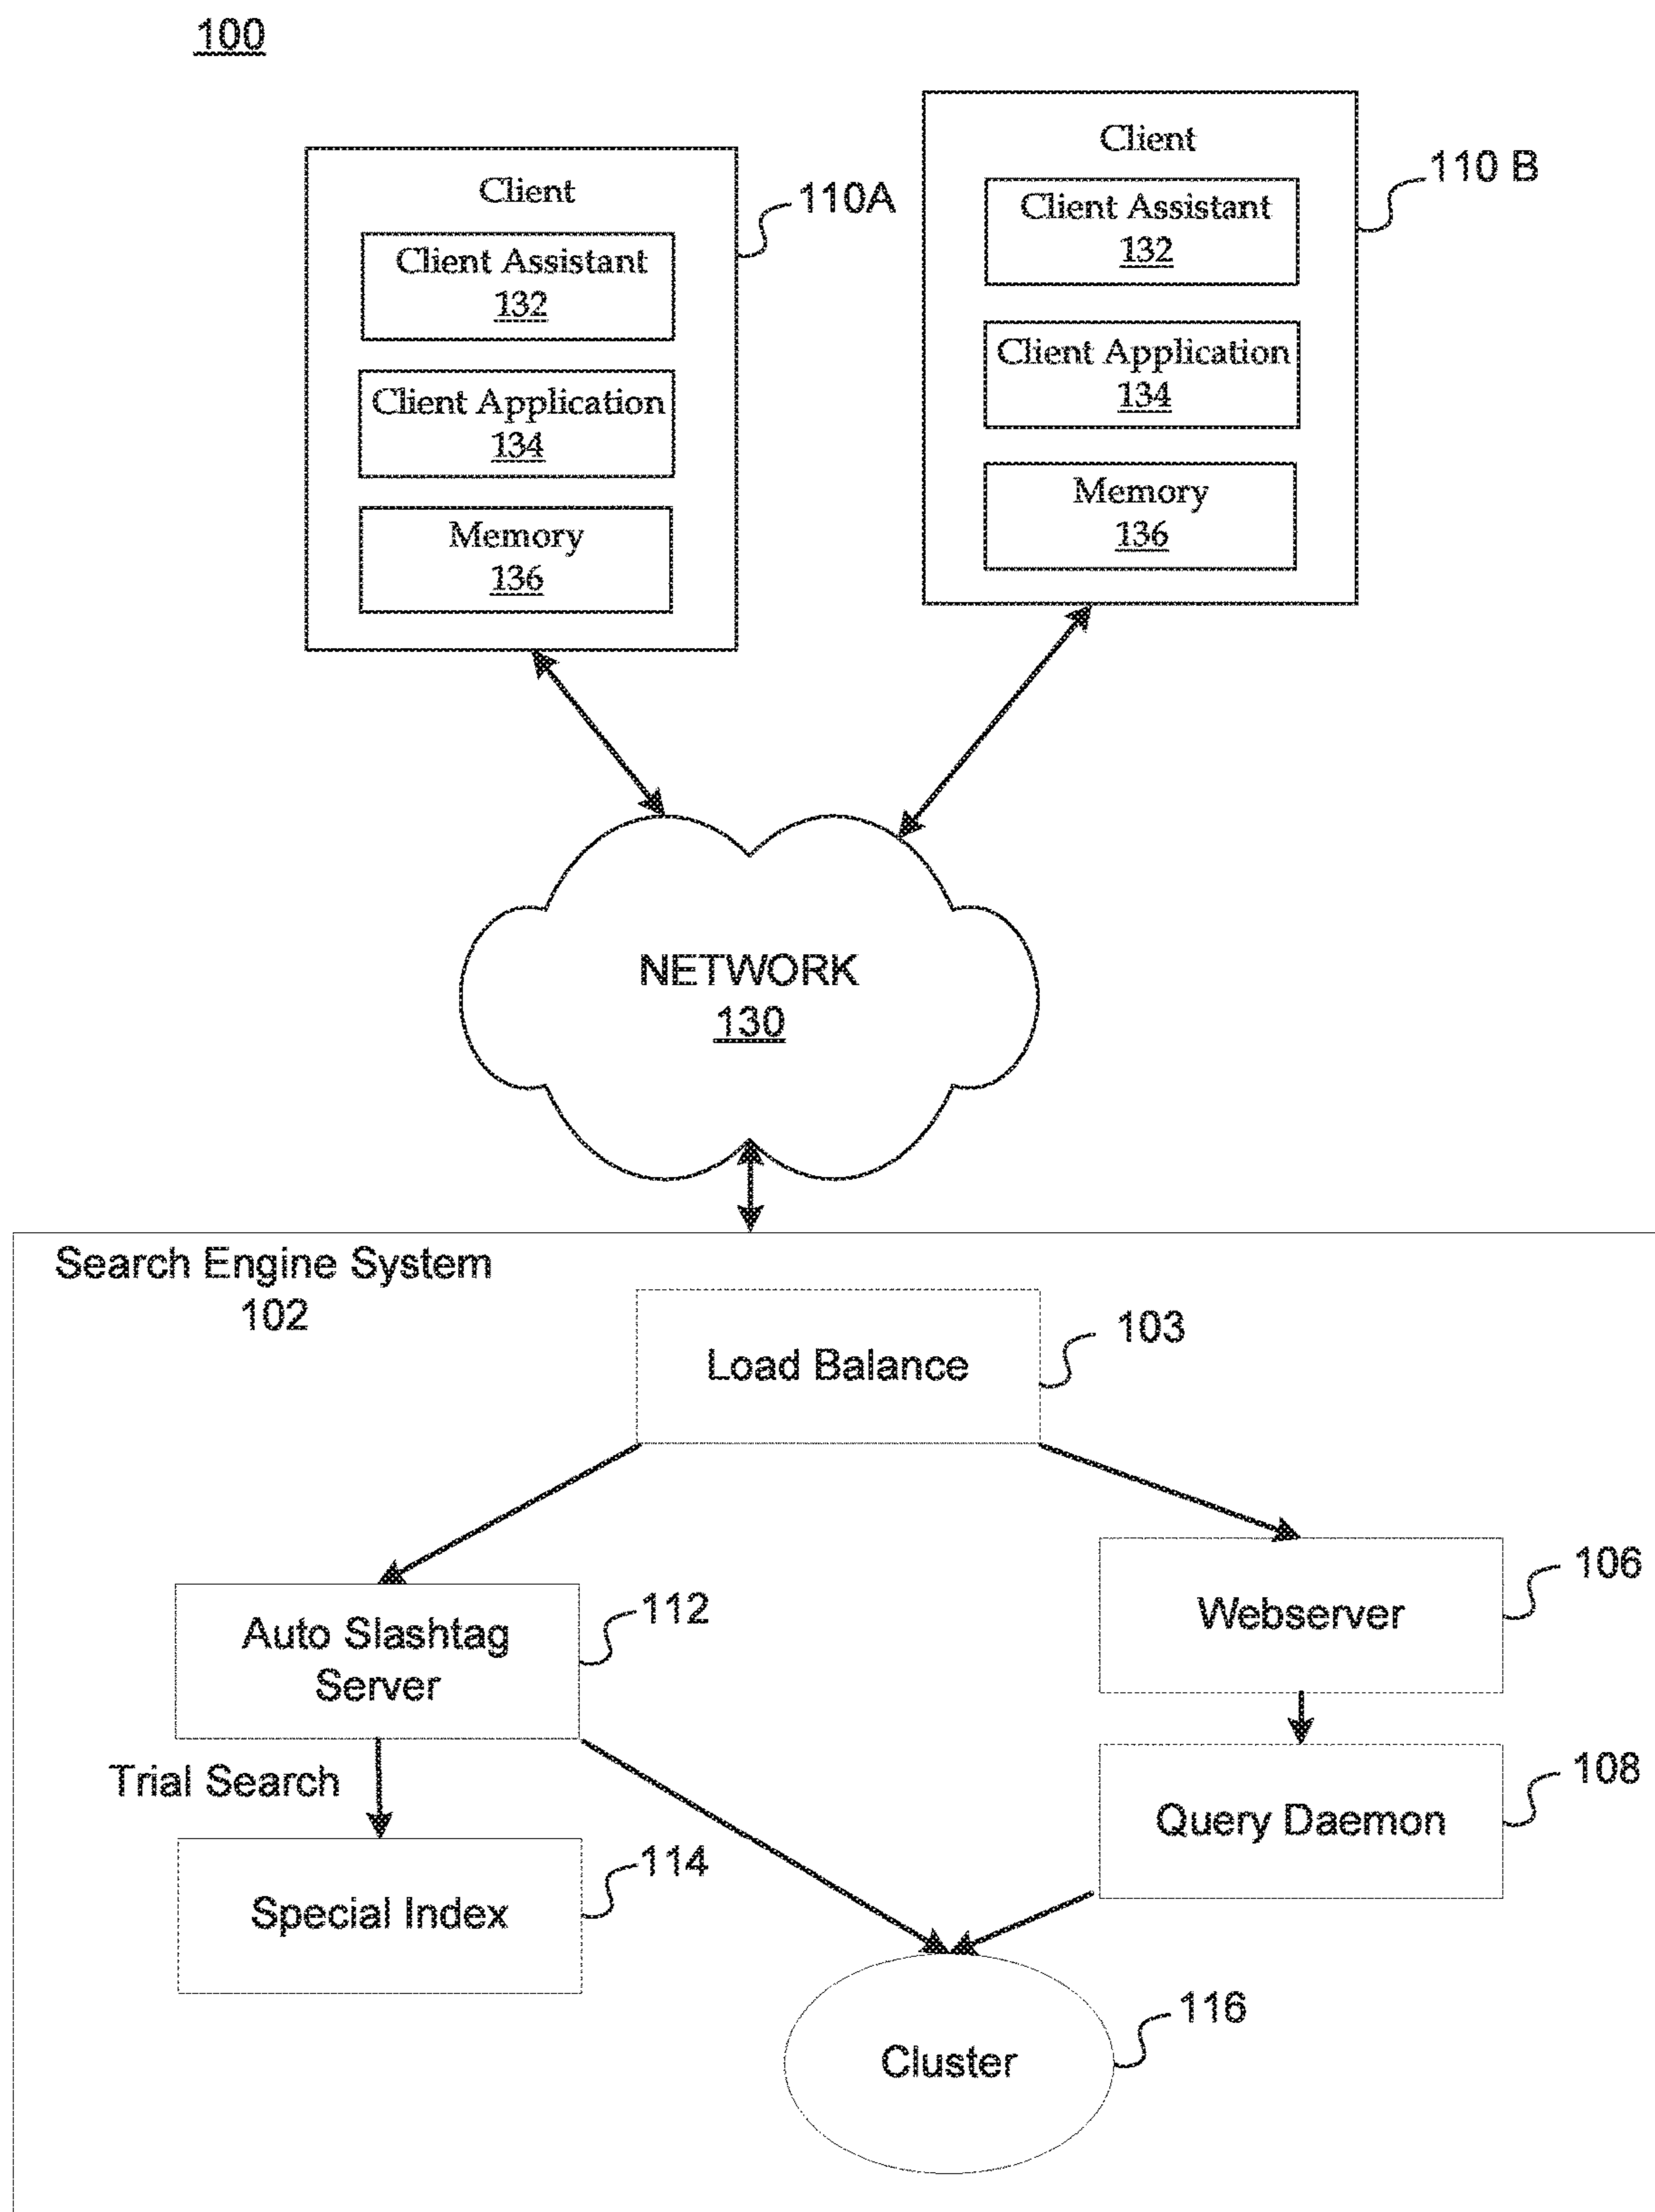 100
Client
110A
Client Assistant
132
Client Application
134
Memory
136
Client
110 B
Client Assistant
132
Client Application
134
Memory
136
NETWORK
130
Search Engine System
102
Load Balance
103
Auto Slashtag
Server
112
Webserver
106
Trial Search
Query Daemon
108
Special Index
114
Cluster
116